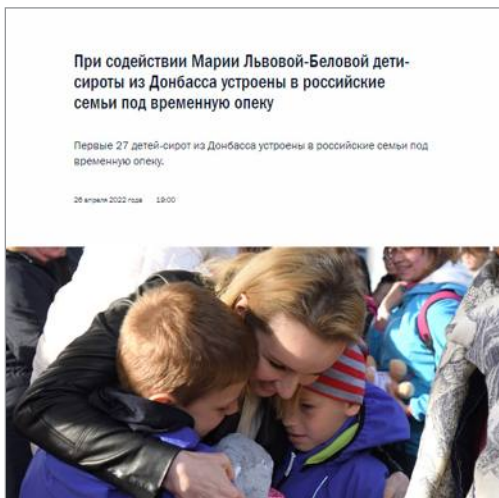 При содействии Марии Львовой-Беловой дети-
сироты из Донбасса устроены в российские
семьи под временную опеку
Первые 27 детей-сирот из Донбасса устроены в российские семьи под
временную опеку.
26 апреля 2022 года 19:00